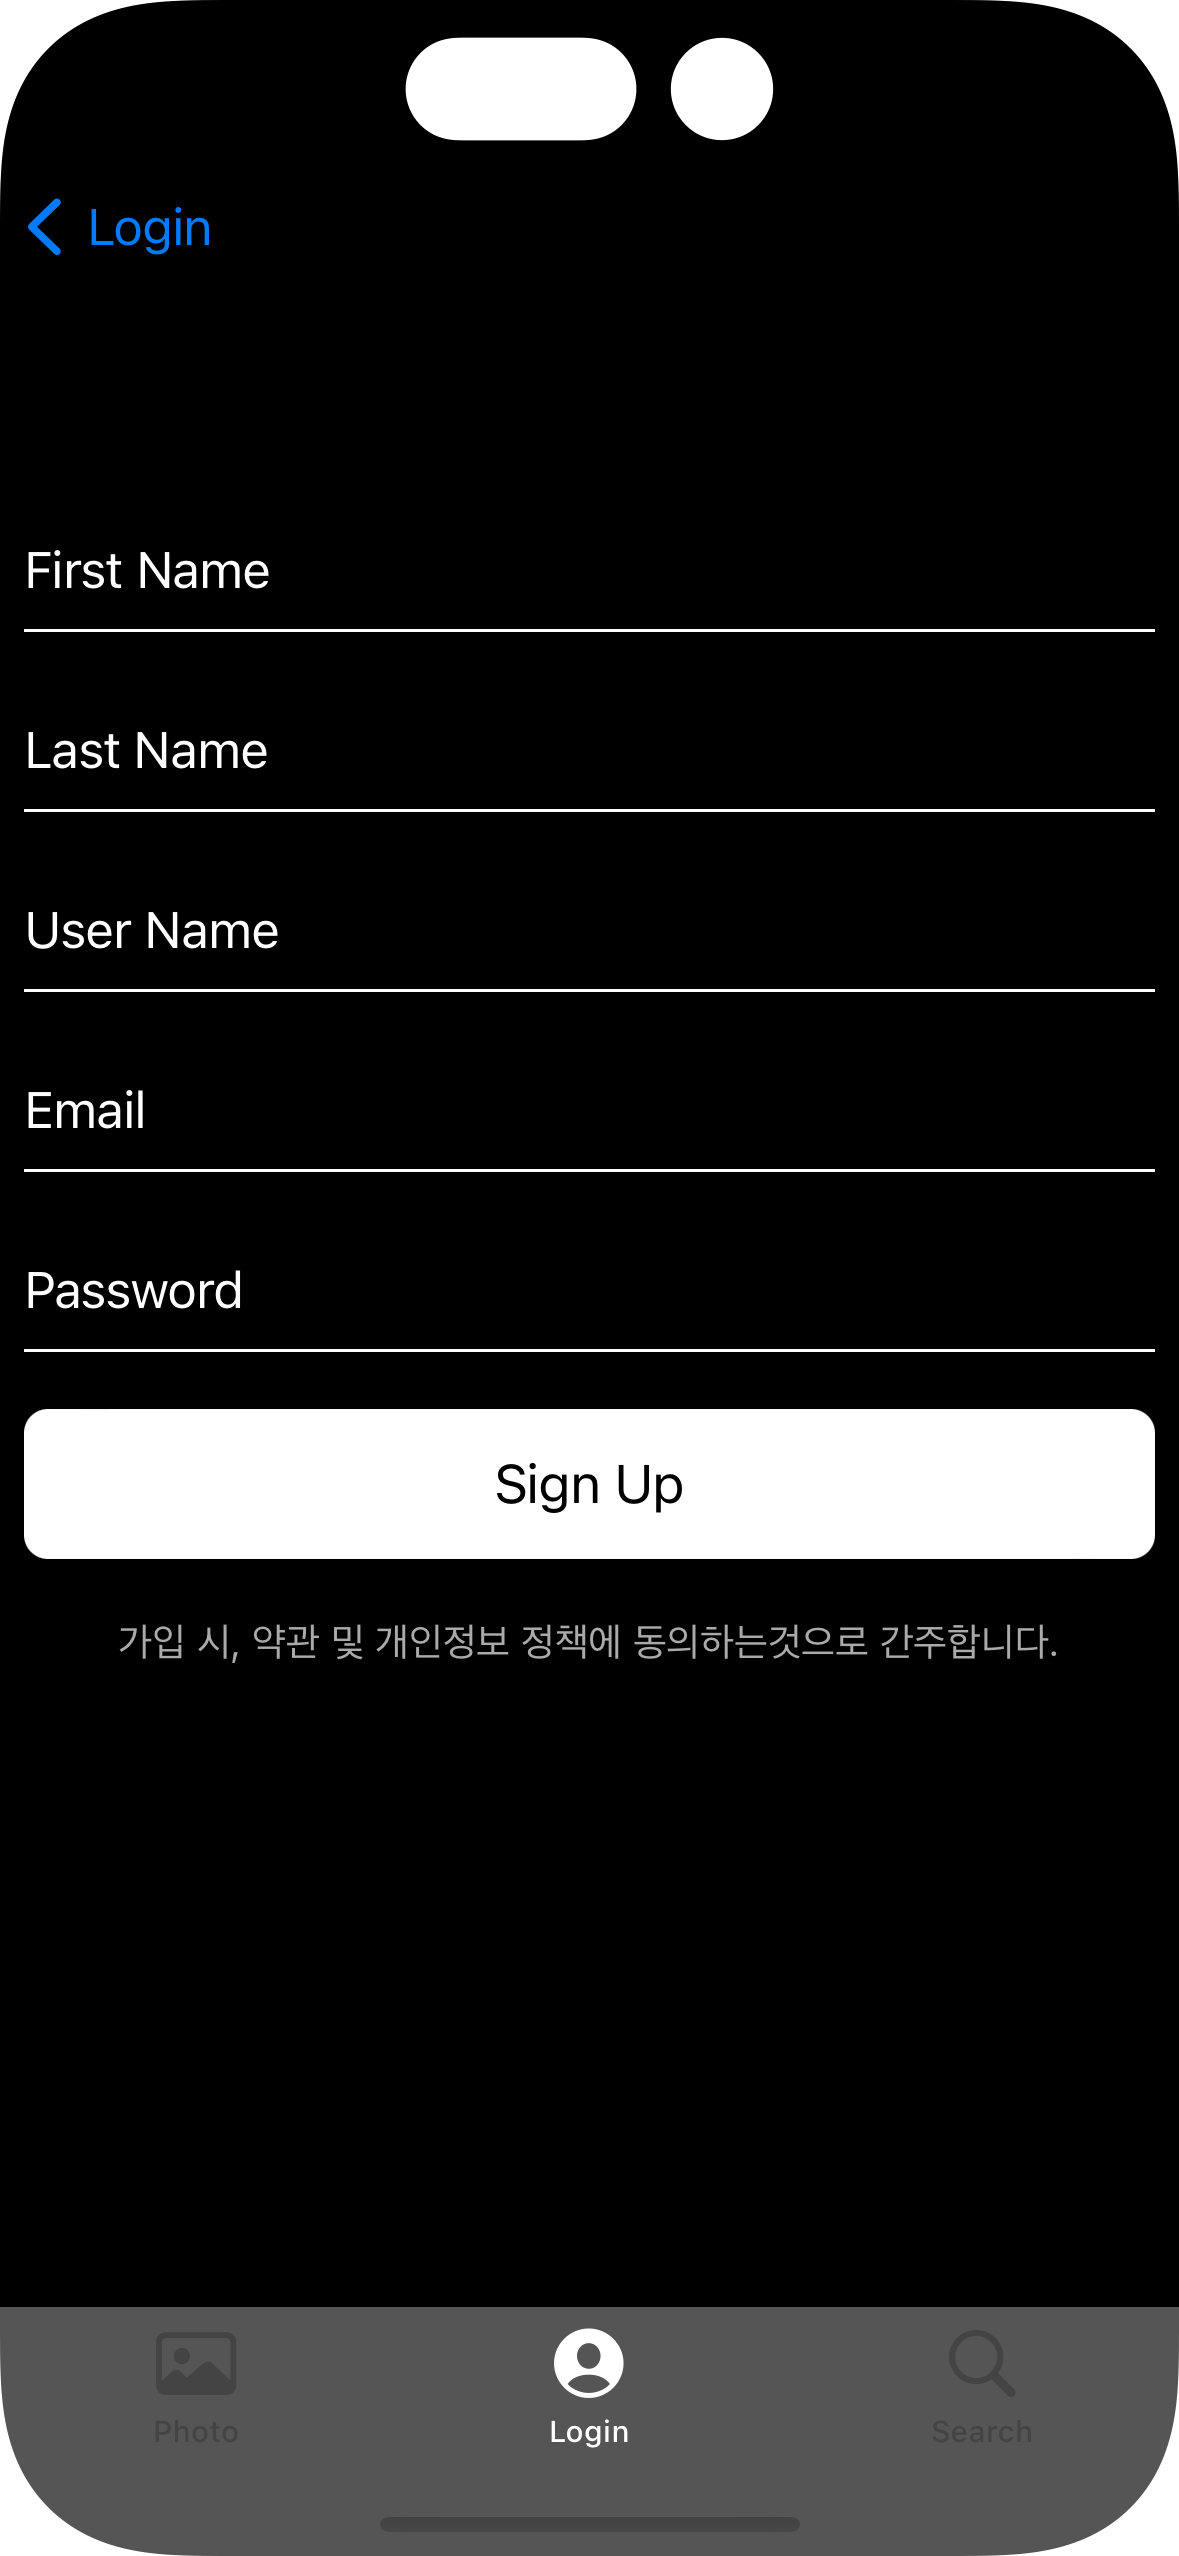 Login
First Name
Last Name
User Name
Email
Password
Sign Up
가입 시, 약관 및 개인정보 정책에 동의하는것으로 간주합니다.
Photo
Login
Search